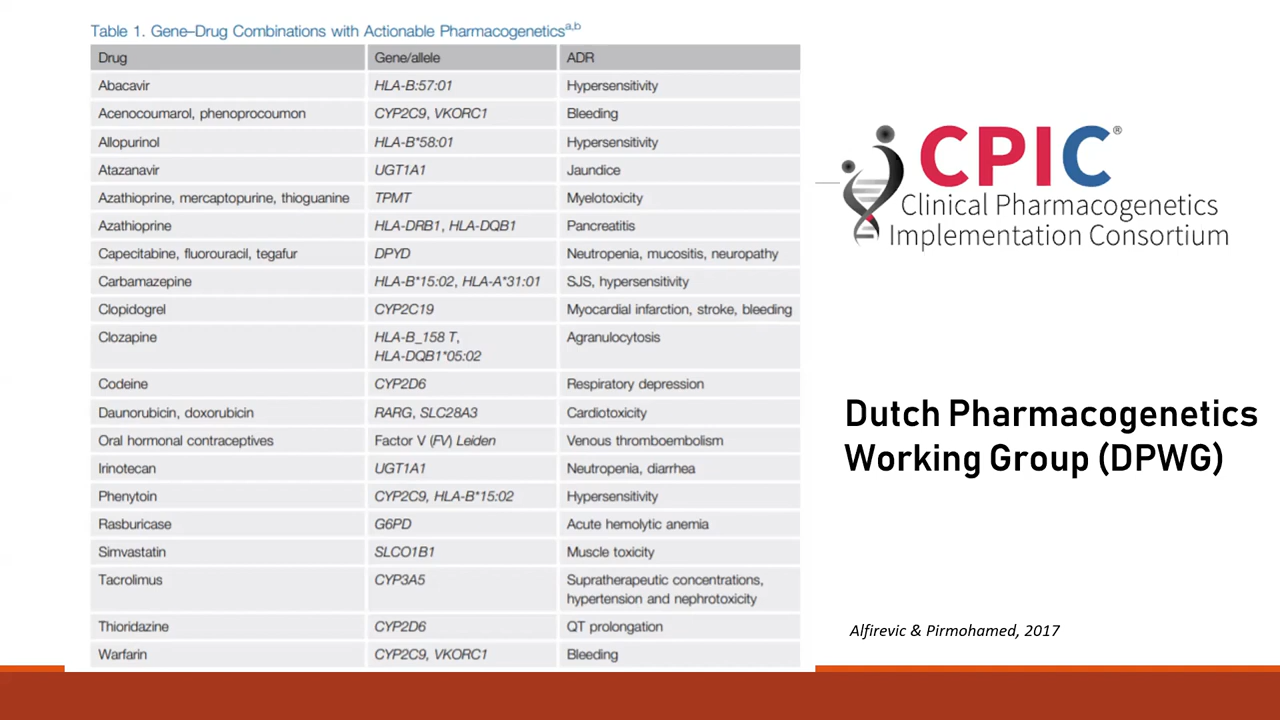 Table 1. Gene–Drug Combinations with Actionable Pharmacogenetics^a,b
Drug Gene/allele ADR
Abacavir HLA-B:57:01 Hypersensitivity
Acenocoumarol, phenoprocoumon CYP2C9, VKORC1 Bleeding
Allopurinol HLA-B*58:01 Hypersensitivity
Atazanavir UGT1A1 Jaundice
Azathioprine, mercaptopurine, thioguanine TPMT Myelotoxicity
Azathioprine HLA-DRB1, HLA-DQB1 Pancreatitis
Capecitabine, fluorouracil, tegafur DPYD Neutropenia, mucositis, neuropathy
Carbamazepine HLA-B*15:02, HLA-A*31:01 SJS, hypersensitivity
Clopidogrel CYP2C19 Myocardial infarction, stroke, bleeding
Clozapine HLA-B_158 T, Agranulocytosis
HLA-DQB1*05:02
Codeine CYP2D6 Respiratory depression
Daunorubicin, doxorubicin RARG, SLC28A3 Cardiotoxicity
Oral hormonal contraceptives Factor V (FV) Leiden Venous thromboembolism
Irinotecan UGT1A1 Neutropenia, diarrhea
Phenytoin CYP2C9, HLA-B*15:02 Hypersensitivity
Rasburicase G6PD Acute hemolytic anemia
Simvastatin SLCO1B1 Muscle toxicity
Tacrolimus CYP3A5 Supratherapeutic concentrations,
hypertension and nephrotoxicity
Thioridazine CYP2D6 QT prolongation
Warfarin CYP2C9, VKORC1 Bleeding
CPIC®
Clinical Pharmacogenetics
Implementation Consortium
Dutch Pharmacogenetics
Working Group (DPWG)
Alfirevic & Pirmohamed, 2017